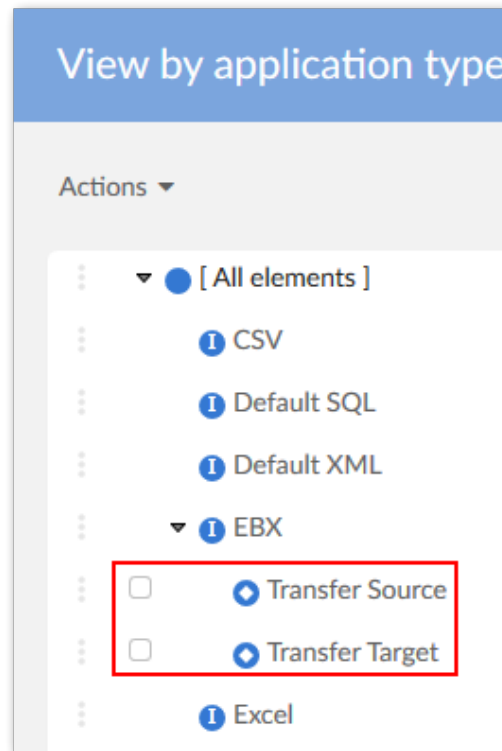 View by application type
Actions
[ All elements ]
CSV
Default SQL
Default XML
EBX
Transfer Source
Transfer Target
Excel